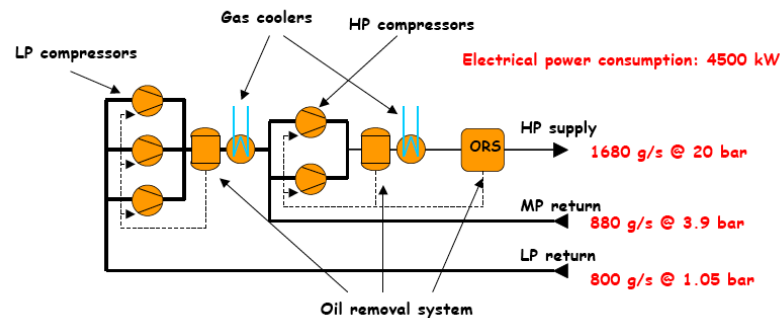 Gas coolers
HP compressors
LP compressors
Electrical power consumption: 4500 kW
HP supply
ORS
1680 g/s @ 20 bar
MP return
880 g/s @ 3.9 bar
LP return
800 g/s @ 1.05 bar
Oil removal system